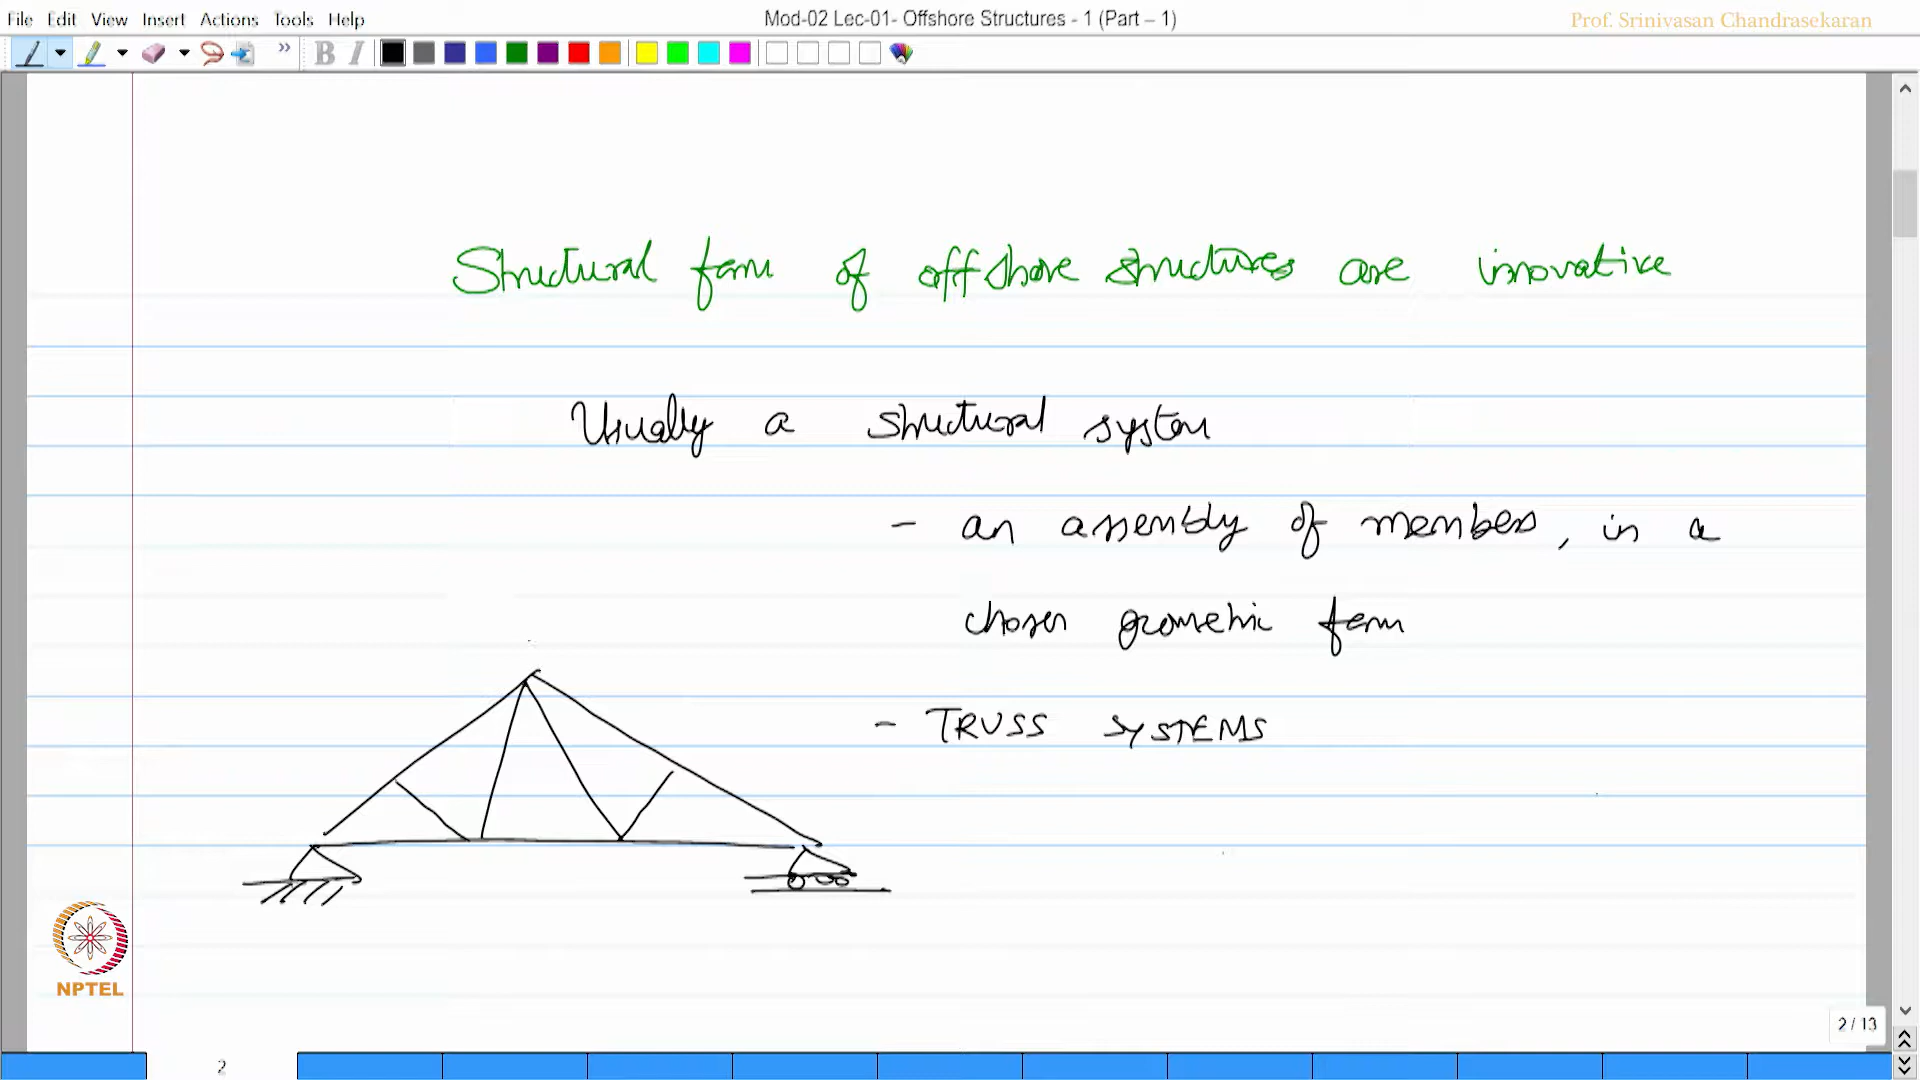 File Edit View Insert Actions Tools Help
Mod-02 Lec-01- Offshore Structures - 1 (Part – 1)
Prof. Srinivasan Chandrasekaran
B I
Structural form of offshore structures are innovative
Usually a structural system
- an assembly of members, in a
chosen geometric form
- TRUSS SYSTEMS
NPTEL
2 / 13
2